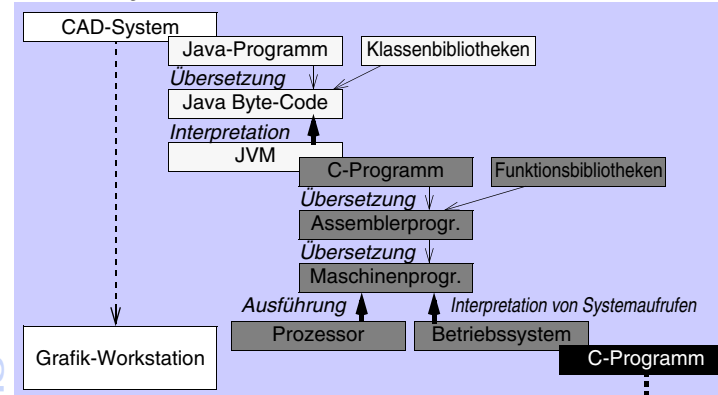 CAD-System
Java-Programm
Klassenbibliotheken
Übersetzung
Java Byte-Code
Interpretation
JVM
C-Programm
Funktionsbibliotheken
Übersetzung
Assemblerprogr.
Übersetzung
Maschinenprogr.
Ausführung
Interpretation von Systemaufrufen
Prozessor
Betriebssystem
Grafik-Workstation
C-Programm